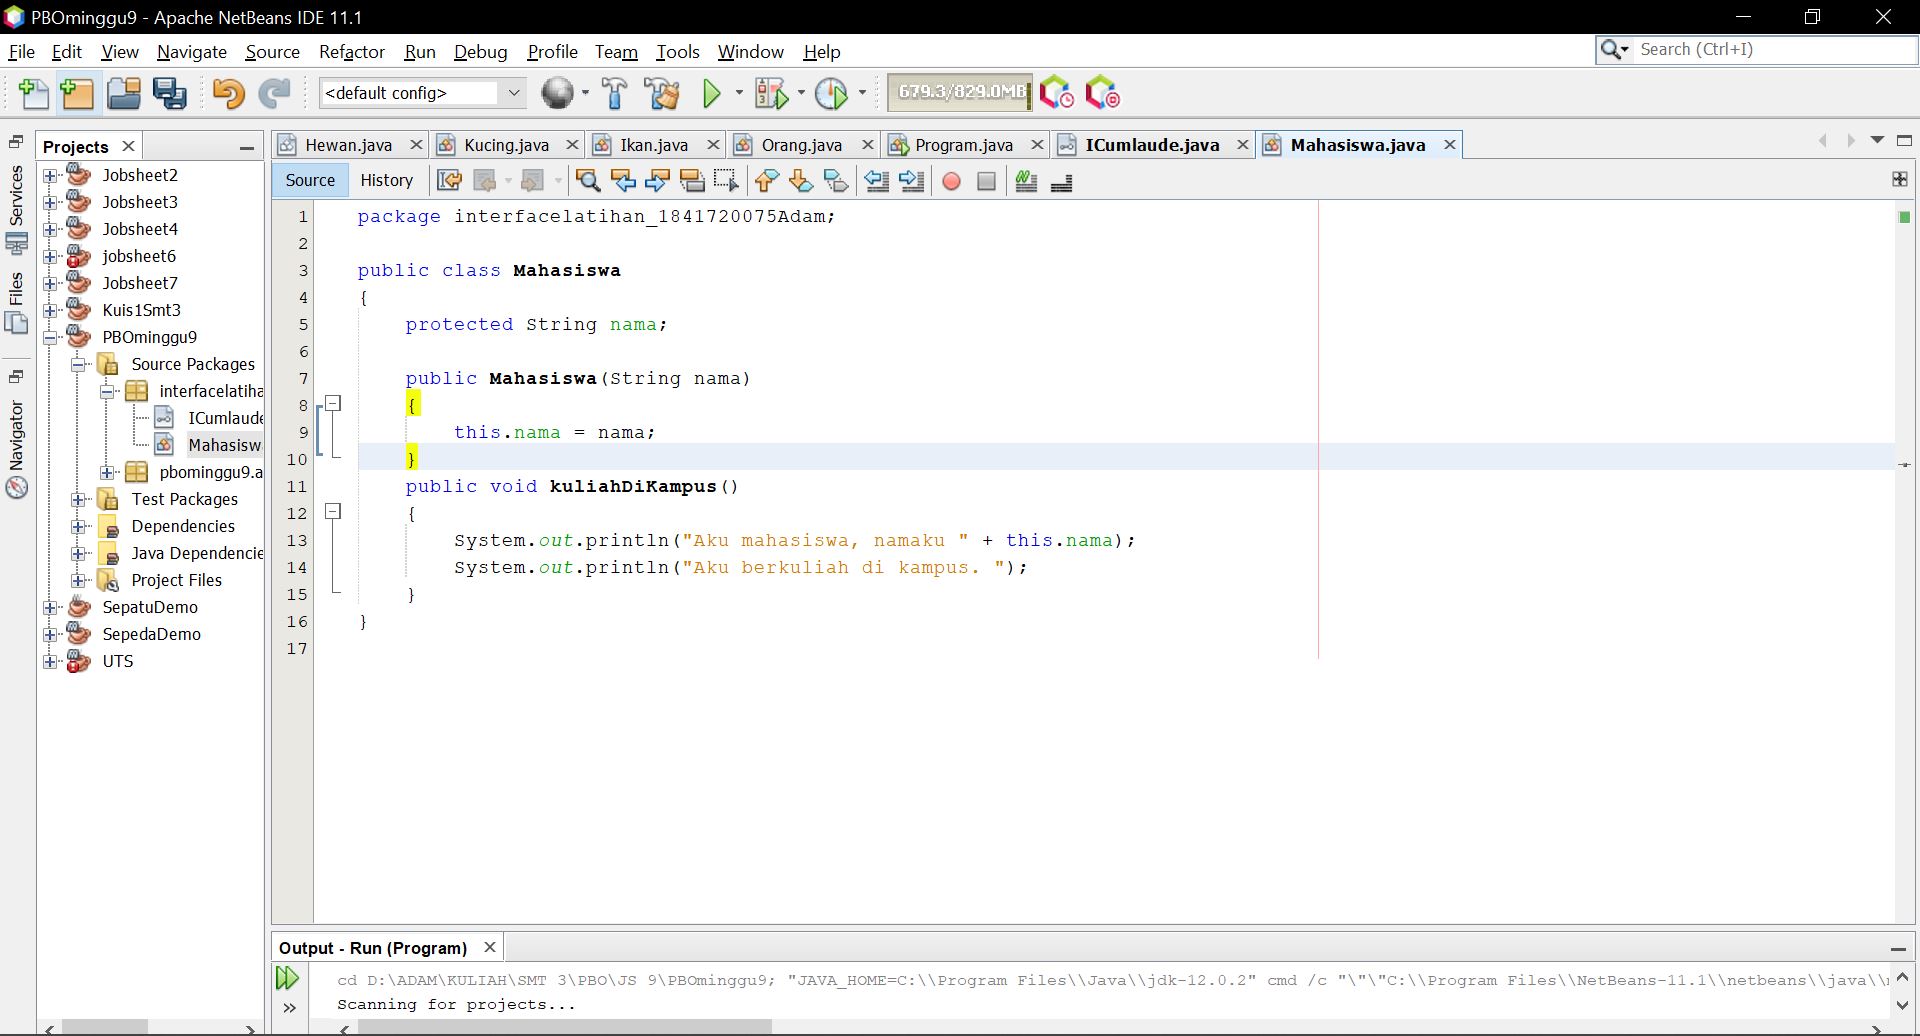 PBOminggu9 - Apache NetBeans IDE 11.1
File Edit View Navigate Source Refactor Run Debug Profile Team Tools Window Help
Search (Ctrl+I)
<default config>
679.3/829.0MB
Services
Files
Navigator
Projects
Jobsheet2
Jobsheet3
Jobsheet4
jobsheet6
Jobsheet7
Kuis1Smt3
PBOminggu9
Source Packages
interfacelatiha
ICumlaude
Mahasisw
pbominggu9.a
Test Packages
Dependencies
Java Dependencie
Project Files
SepatuDemo
SepedaDemo
UTS
Hewan.java Kucing.java Ikan.java Orang.java Program.java ICumlaude.java Mahasiswa.java
Source History
1 package interfacelatihan_1841720075Adam;
2
3 public class Mahasiswa
4 {
5 protected String nama;
6
7 public Mahasiswa(String nama)
8 {
9 this.nama = nama;
10 }
11 public void kuliahDiKampus()
12 {
13 System.out.println("Aku mahasiswa, namaku " + this.nama);
14 System.out.println("Aku berkuliah di kampus. ");
15 }
16 }
17
Output - Run (Program)
cd D:\ADAM\KULIAH\SMT 3\PBO\JS 9\PBOminggu9; "JAVA_HOME=C:\\Program Files\\Java\\jdk-12.0.2" cmd /c "\"\"C:\\Program Files\\NetBeans-11.1\\netbeans\\java\\
Scanning for projects...